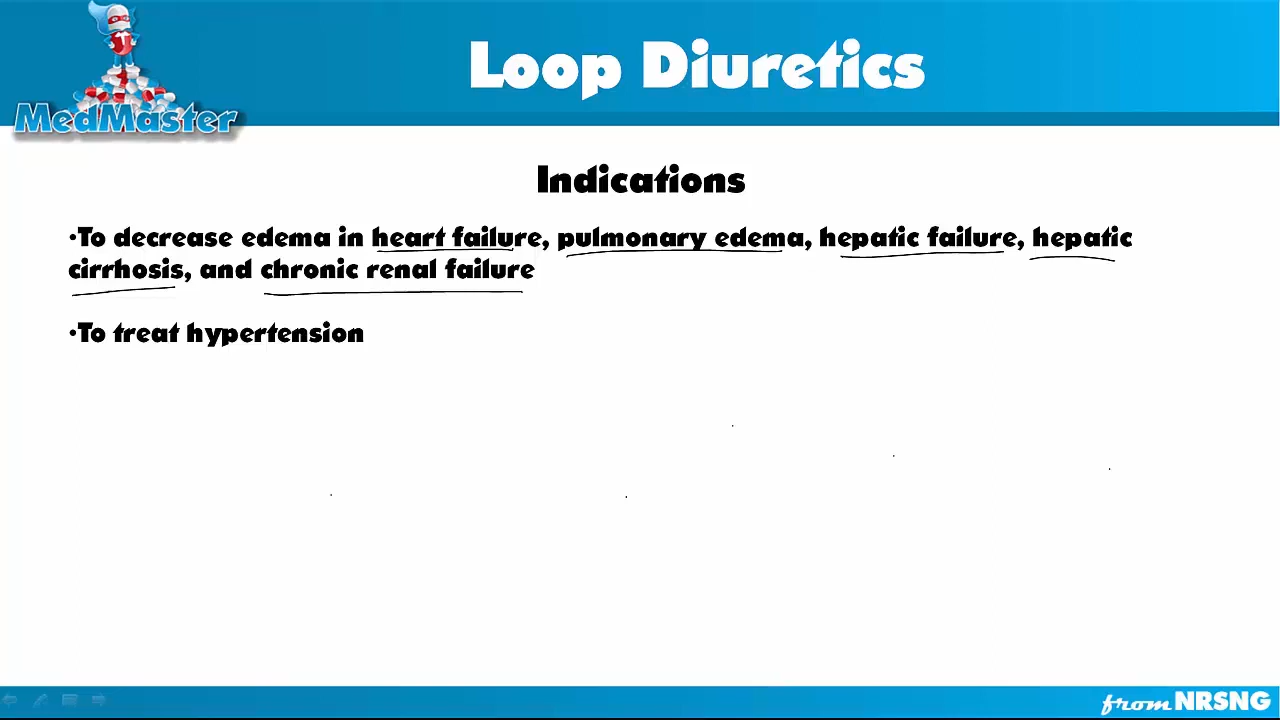 Loop Diuretics
MedMaster
Indications
•To decrease edema in heart failure, pulmonary edema, hepatic failure, hepatic
cirrhosis, and chronic renal failure
•To treat hypertension
from NRSNG